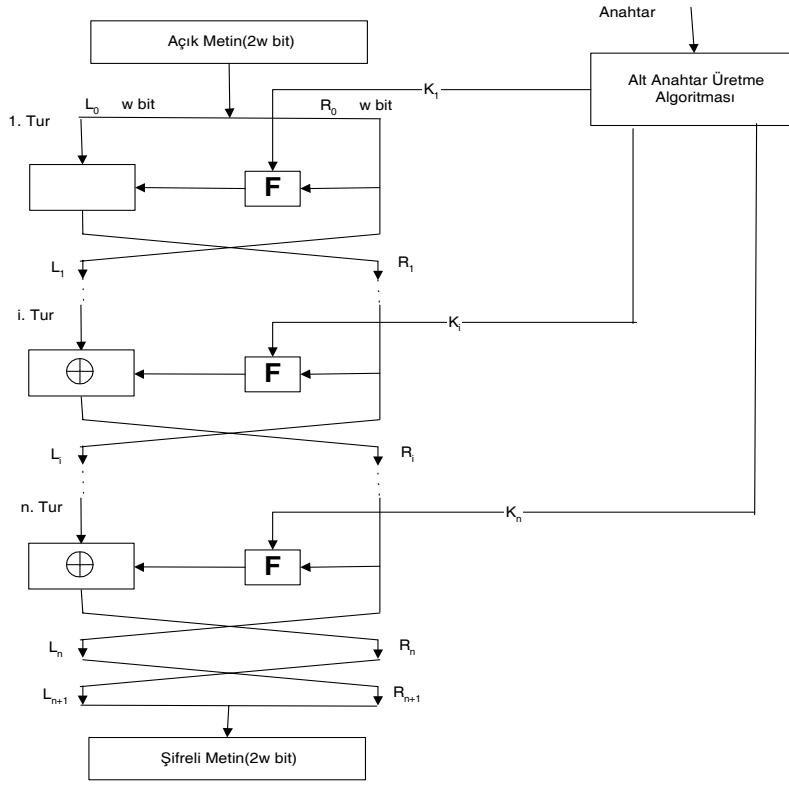 Anahtar
Açık Metin(2w bit)
Alt Anahtar Üretme
Algoritması
K1
L0 w bit R0 w bit
1. Tur
F
L1 R1
i. Tur
Ki
F
Li Ri
n. Tur
Kn
F
Ln Rn
Ln+1 Rn+1
Şifreli Metin(2w bit)